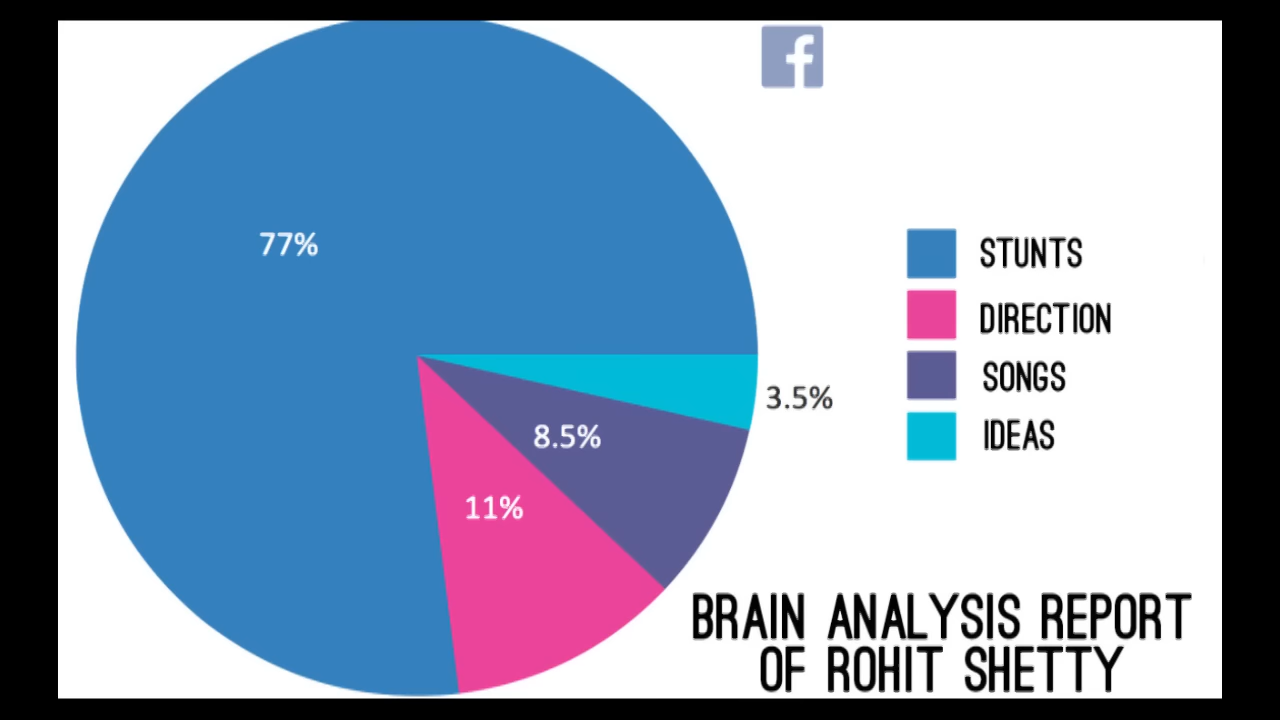 77%
STUNTS
DIRECTION
SONGS
3.5%
8.5%
IDEAS
11%
BRAIN ANALYSIS REPORT
OF ROHIT SHETTY